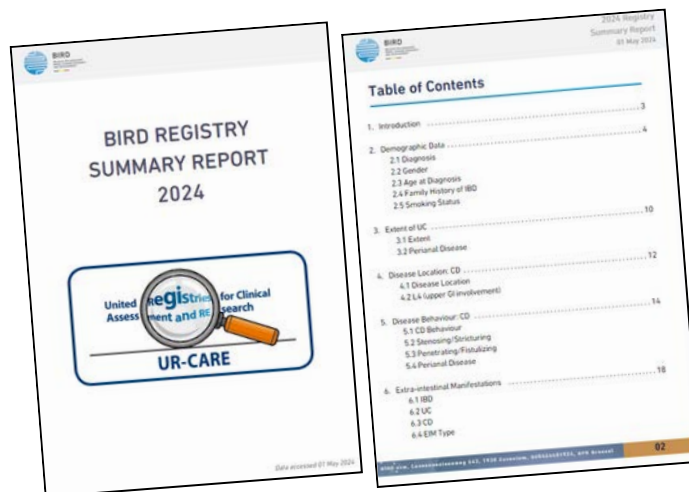 BIRD
BIRD REGISTRY
SUMMARY REPORT
2024
United Registries for Clinical
Assessment and REsearch
UR-CARE
Date accessed 01 May 2024
BIRD
2024 Registry
Summary Report
01 May 2024
Table of Contents
1. Introduction 3
2. Demographic Data 4
2.1 Diagnosis
2.2 Gender
2.3 Age at Diagnosis
2.4 Family History of IBD
2.5 Smoking Status
3. Extent of UC 10
3.1 Extent
3.2 Perianal Disease
4. Disease Location: CD 12
4.1 Disease Location
4.2 L4 (upper GI involvement)
5. Disease Behaviour: CD 14
5.1 CD Behaviour
5.2 Stenosing/Stricturing
5.3 Penetrating/Fistulizing
5.4 Perianal Disease
6. Extra-intestinal Manifestations 18
6.1 IBD
6.2 UC
6.3 CD
6.4 EIM Type
02